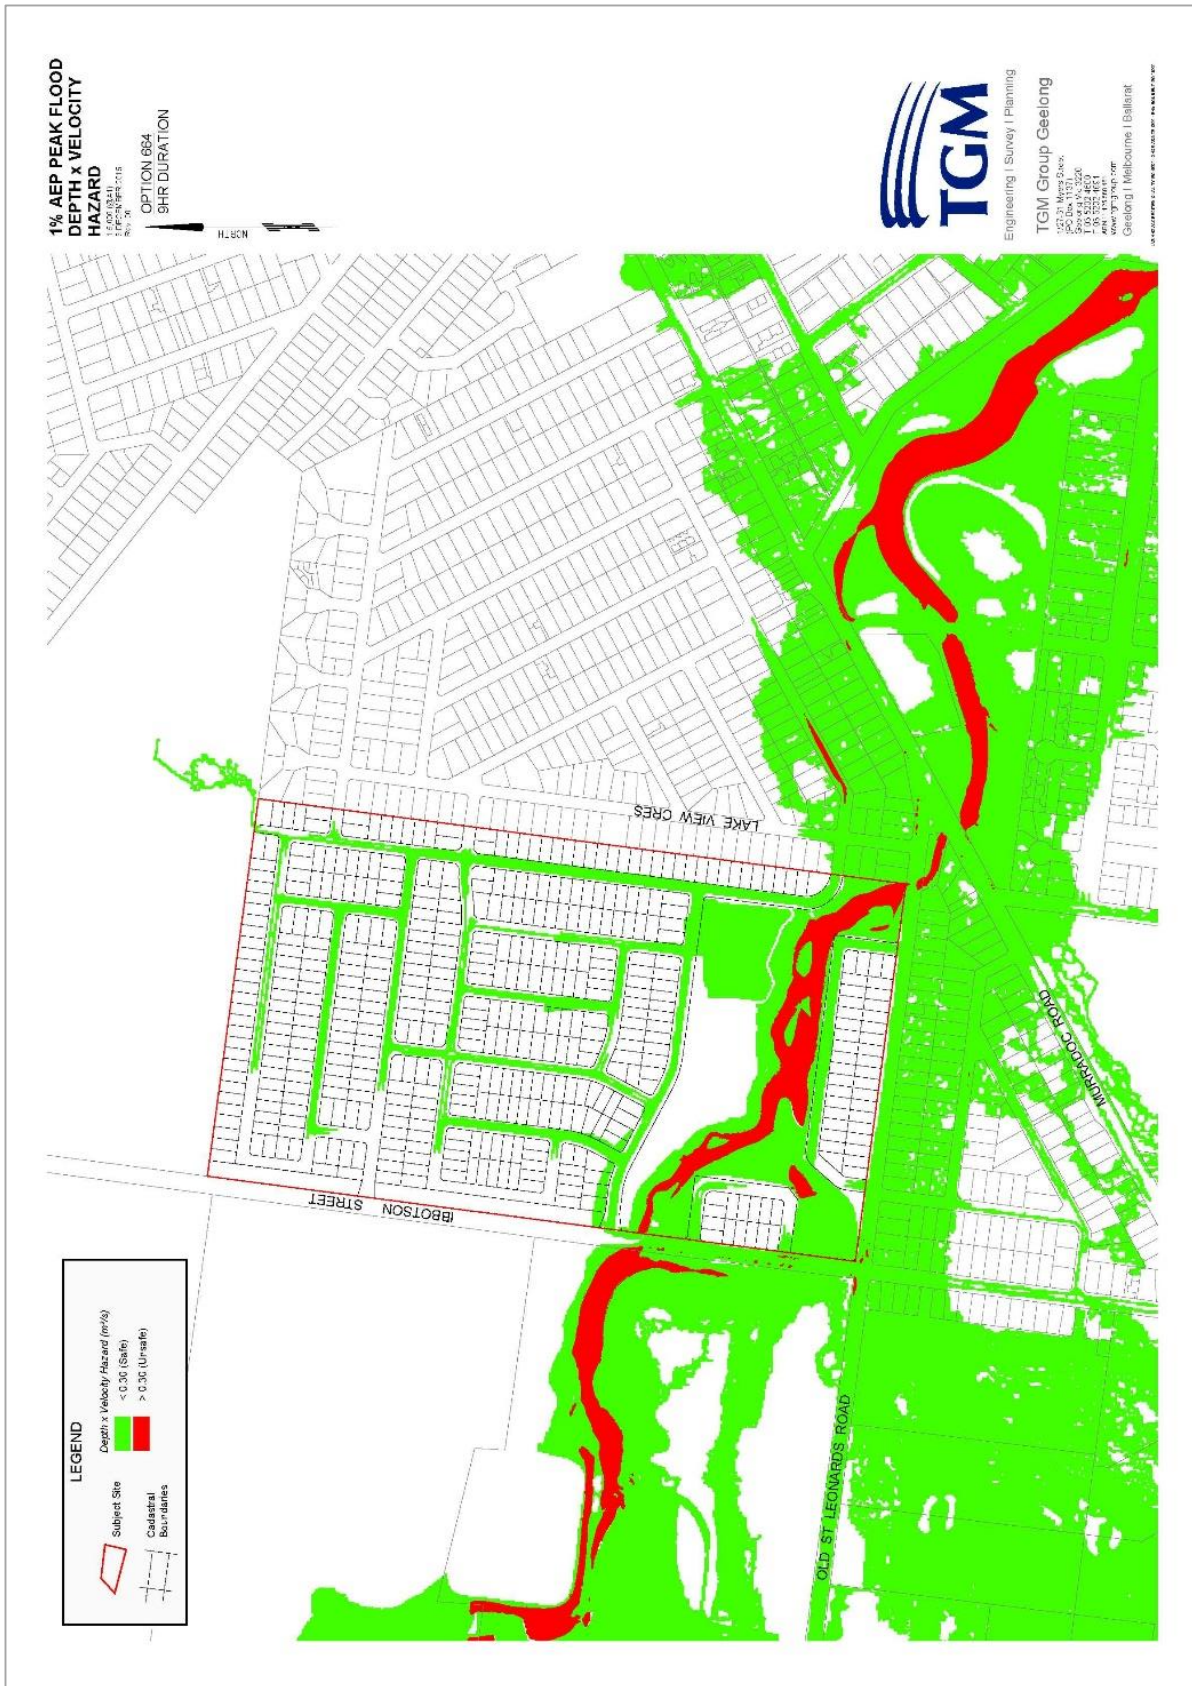 1% AEP PEAK FLOOD
DEPTH x VELOCITY
HAZARD
OPTION 664
9HR DURATION
NORTH
TGM
Engineering I Survey I Planning
TGM Group Geelong
Geelong I Melbourne I Ballarat
LAKE VIEW CRES
IBBOTSON STREET
MURRADOC ROAD
OLD ST LEONARDS ROAD
LEGEND
Subject Site
Cadastral
Boundaries
Depth x Velocity Hazard (m²/s)
< 0.30 (Safe)
> 0.30 (Unsafe)